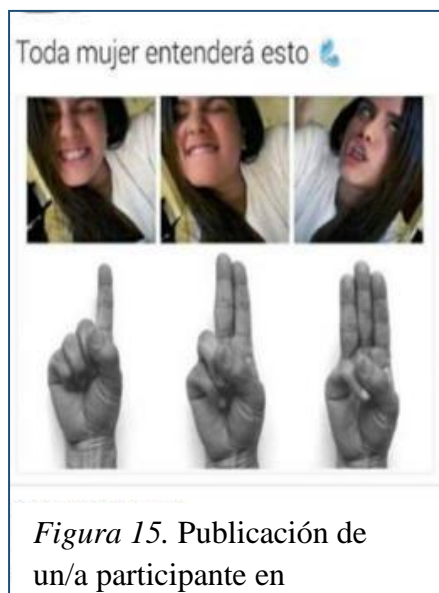 Toda mujer entenderá esto
Figura 15. Publicación de
un/a participante en